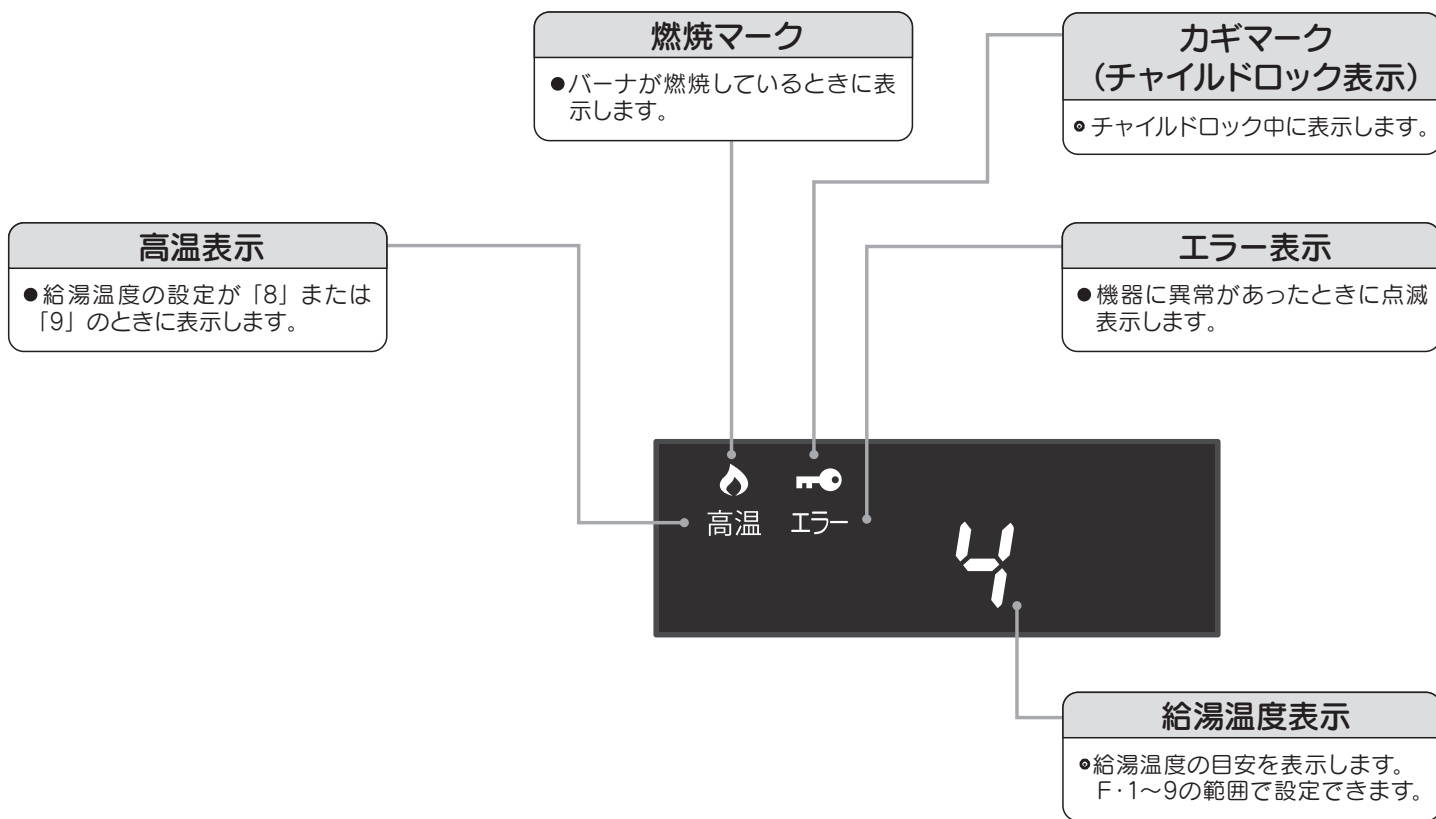 燃焼マーク
●バーナが燃焼しているときに表
示します。
カギマーク
（チャイルドロック表示）
●チャイルドロック中に表示します。
高温表示
●給湯温度の設定が「8」または
「9」のときに表示します。
エラー表示
●機器に異常があったときに点滅
表示します。
高温 エラー
4
給湯温度表示
●給湯温度の目安を表示します。
F・1～9の範囲で設定できます。